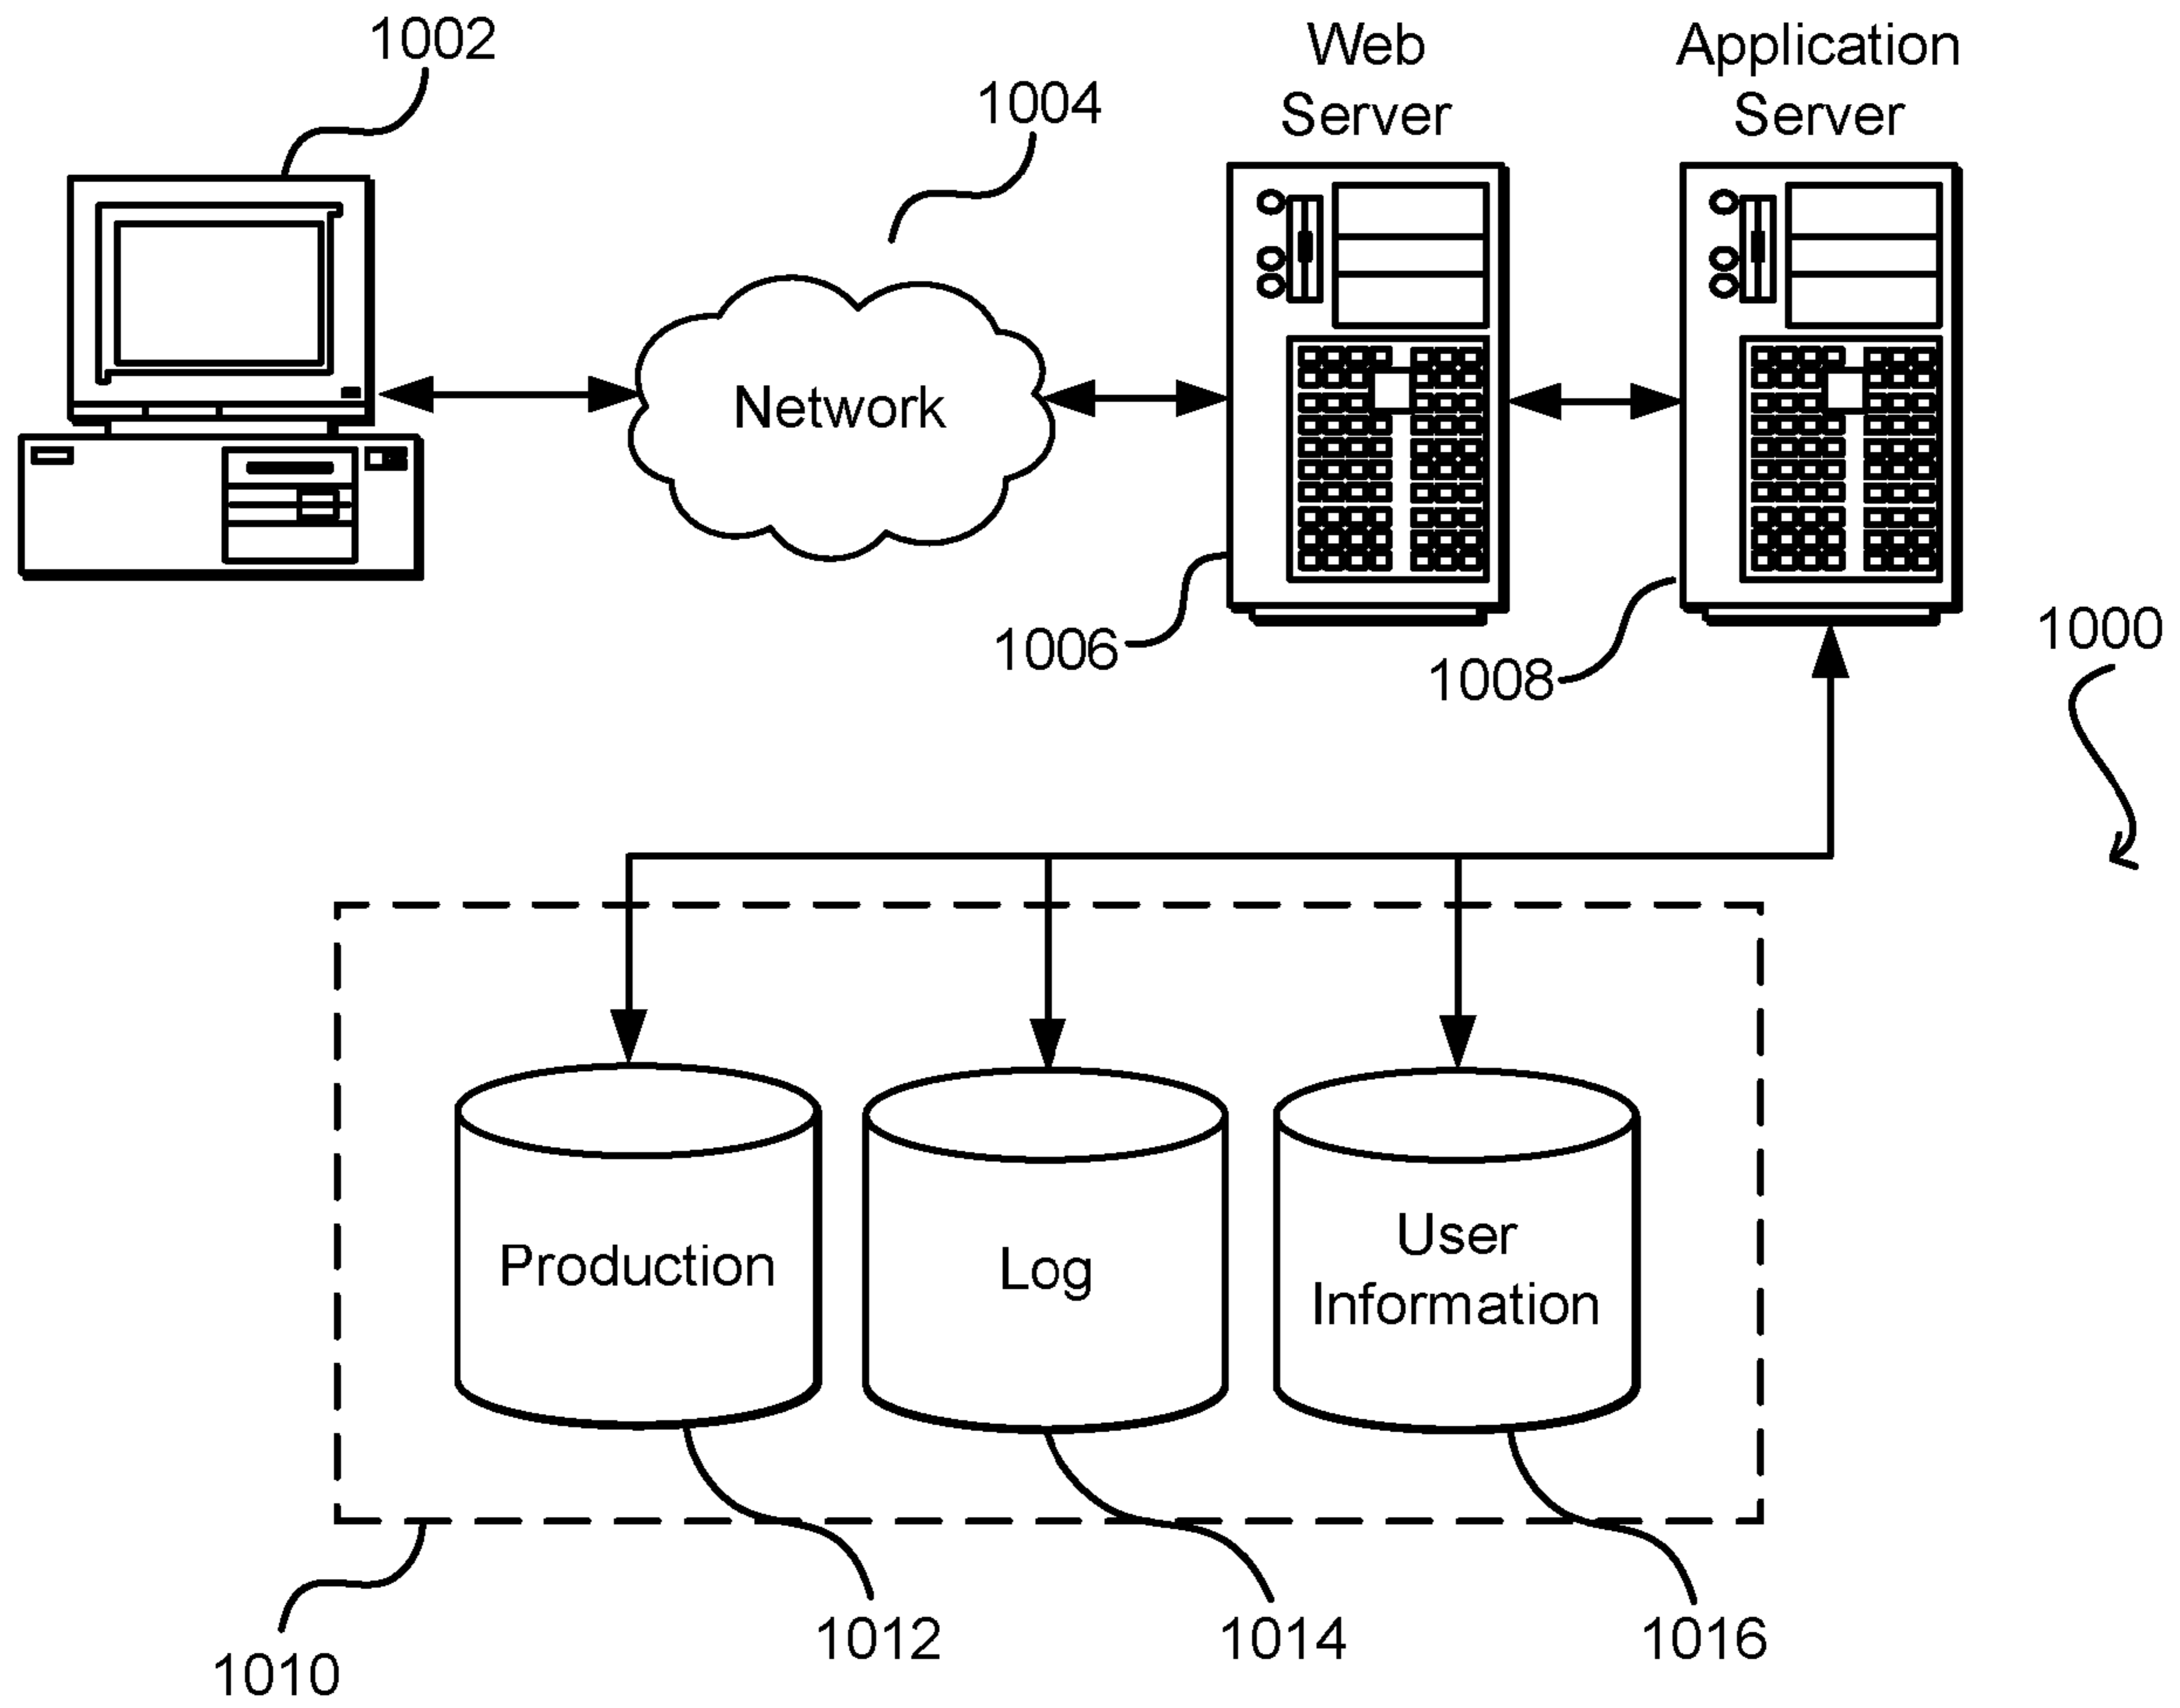 1002
1004
Web
Server
Application
Server
Network
1006
1008
1000
Production
Log
User
Information
1010
1012
1014
1016